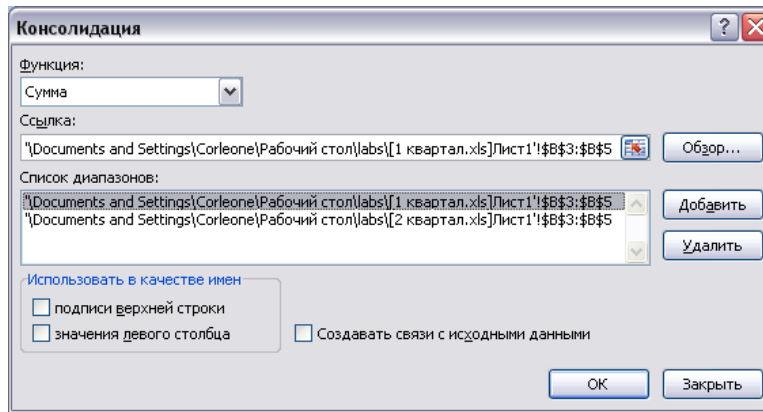 Консолидация
Функция:
Сумма
Ссылка:
'\Documents and Settings\Corleone\Рабочий стол\labs\[1 квартал.xls]Лист1'!$B$3:$B$5
Обзор...
Список диапазонов:
'\Documents and Settings\Corleone\Рабочий стол\labs\[1 квартал.xls]Лист1'!$B$3:$B$5
'\Documents and Settings\Corleone\Рабочий стол\labs\[2 квартал.xls]Лист1'!$B$3:$B$5
Добавить
Удалить
Использовать в качестве имен
подписи верхней строки
значения левого столбца
Создавать связи с исходными данными
ОК
Закрыть